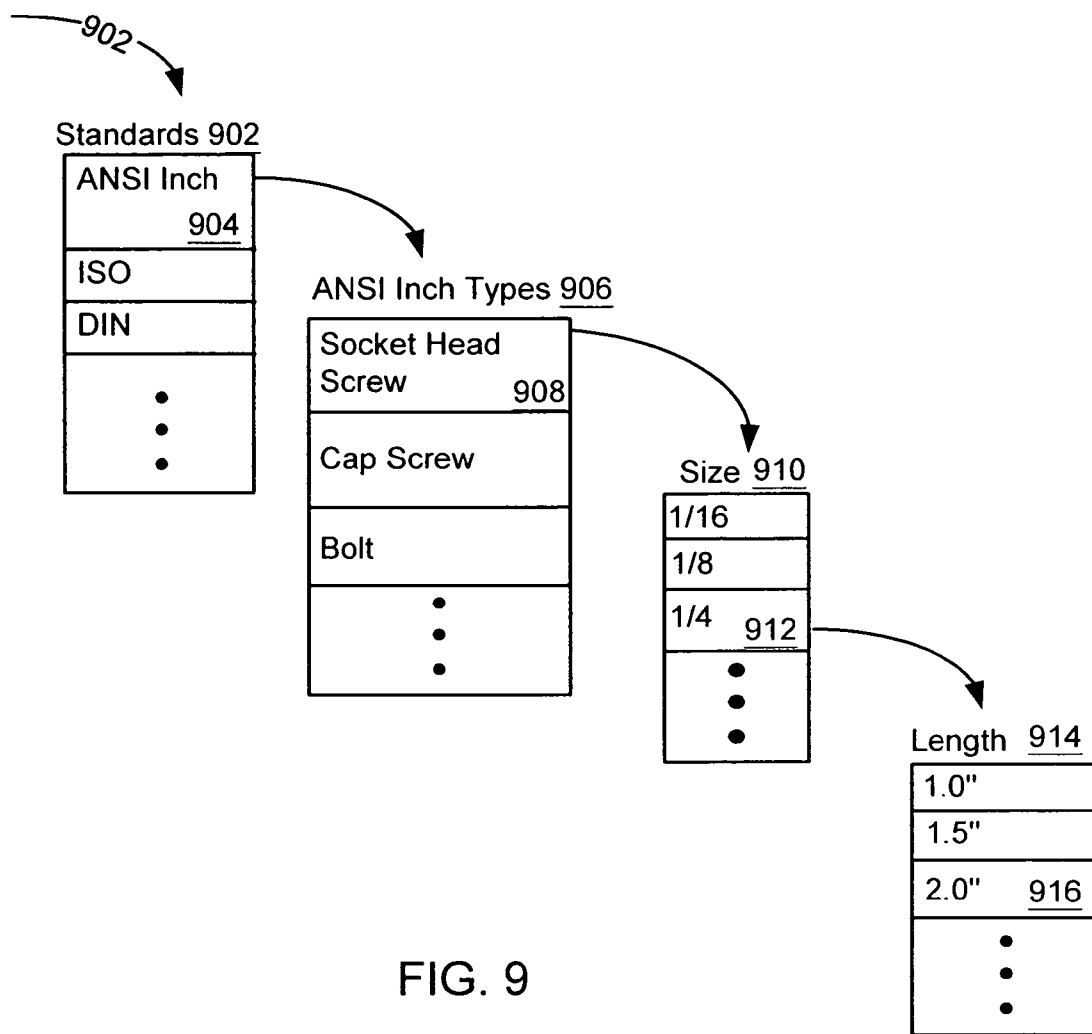 902
Standards 902
ANSI Inch
904
ISO
DIN
ANSI Inch Types 906
Socket Head
Screw 908
Cap Screw
Bolt
Size 910
1/16
1/8
1/4 912
Length 914
1.0"
1.5"
2.0" 916
FIG. 9